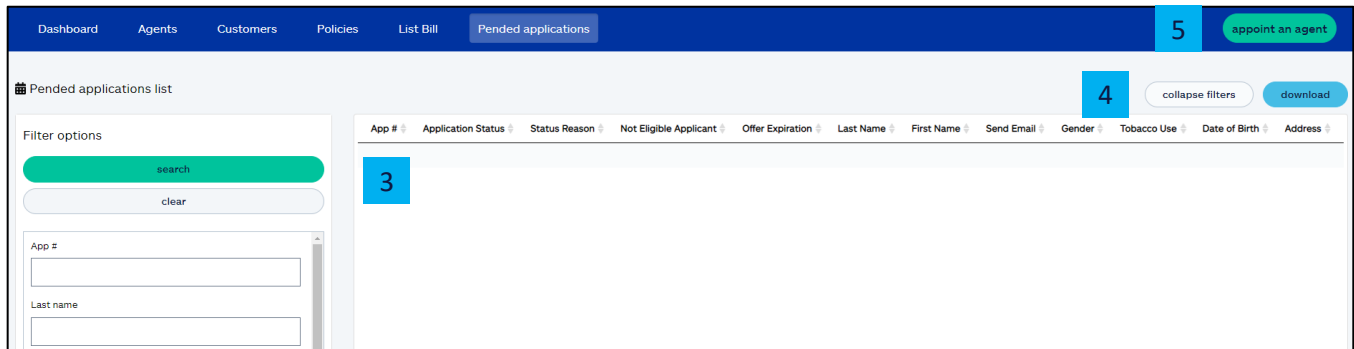 Dashboard Agents Customers Policies List Bill Pended applications 5 appoint an agent
Pended applications list 4 collapse filters download
Filter options
search
clear
App #
Last name
App # Application Status Status Reason Not Eligible Applicant Offer Expiration Last Name First Name Send Email Gender Tobacco Use Date of Birth Address
3